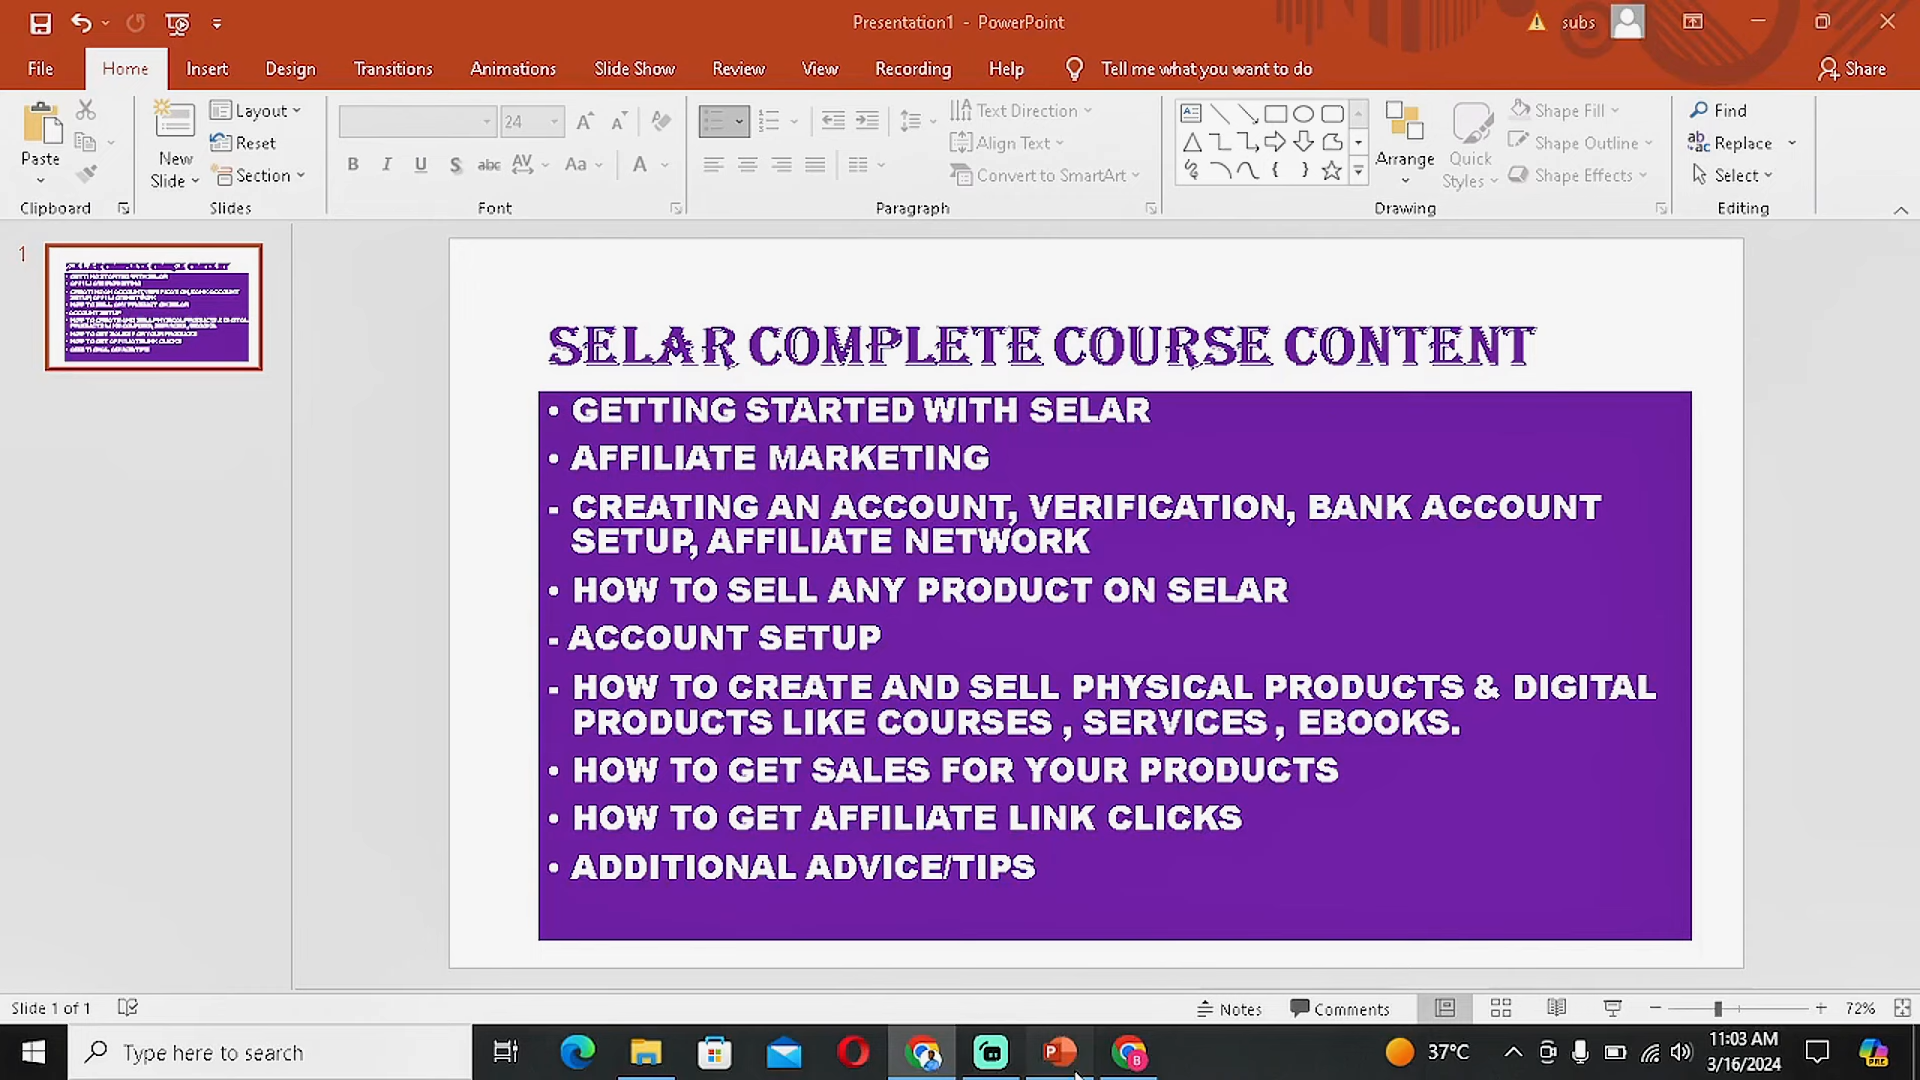 Presentation1 - PowerPoint
subs
File Home Insert Design Transitions Animations Slide Show Review View Recording Help Tell me what you want to do Share
Paste
New Slide
Layout
Reset
Section
24
B I U S abc AV Aa A
Text Direction
Align Text
Convert to SmartArt
Arrange
Quick Styles
Shape Fill
Shape Outline
Shape Effects
Find
Replace
Select
Clipboard Slides Font Paragraph Drawing Editing
1
SELAR COMPLETE COURSE CONTENT
• GETTING STARTED WITH SELAR
• AFFILIATE MARKETING
- CREATING AN ACCOUNT, VERIFICATION, BANK ACCOUNT
SETUP, AFFILIATE NETWORK
• HOW TO SELL ANY PRODUCT ON SELAR
- ACCOUNT SETUP
- HOW TO CREATE AND SELL PHYSICAL PRODUCTS & DIGITAL
PRODUCTS LIKE COURSES , SERVICES , EBOOKS.
• HOW TO GET SALES FOR YOUR PRODUCTS
• HOW TO GET AFFILIATE LINK CLICKS
• ADDITIONAL ADVICE/TIPS
Slide 1 of 1 Notes Comments 72%
Type here to search
37°C
11:03 AM
3/16/2024